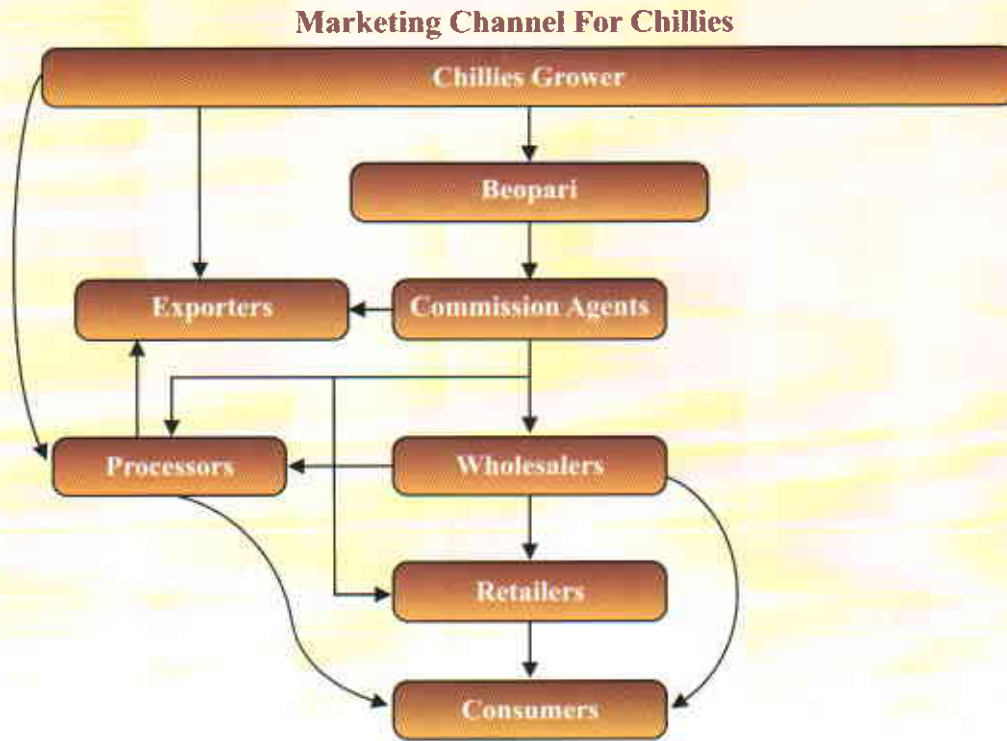 Marketing Channel For Chillies
Chillies Grower
Beopari
Exporters
Commission Agents
Processors
Wholesalers
Retailers
Consumers